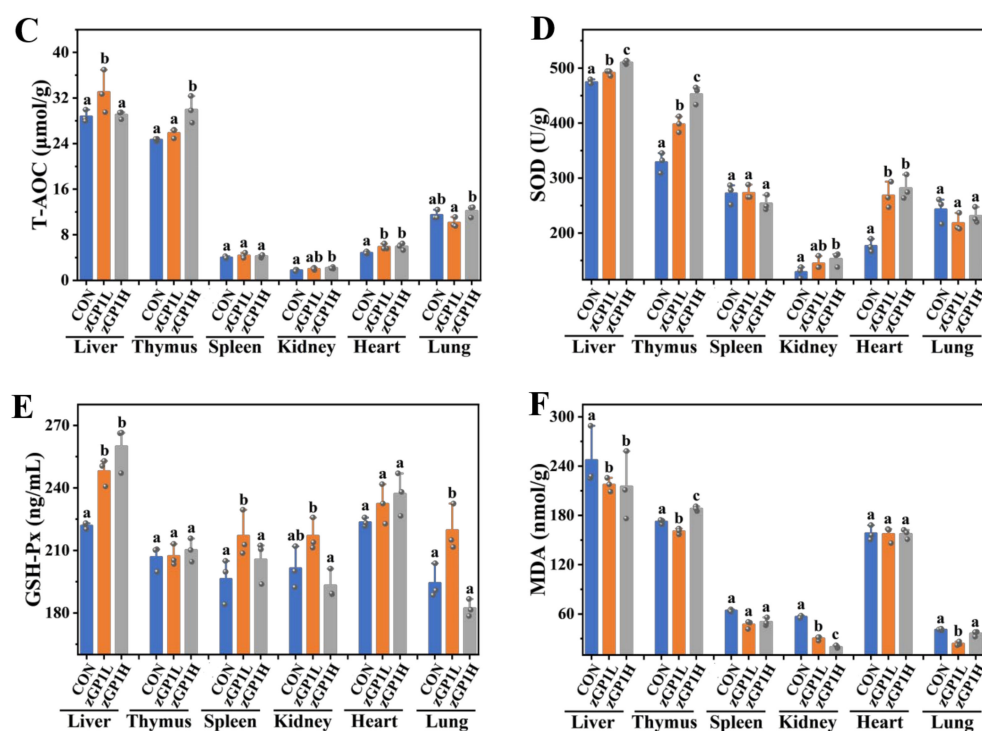 C
T-AOC (μmol/g)
40
32
24
16
8
0
a b a a a b a a a a ab b a b b b a b
CON zGP1L zGP1H CON zGP1L zGP1H CON zGP1L zGP1H CON zGP1L zGP1H CON zGP1L zGP1H CON zGP1L zGP1H
Liver Thymus Spleen Kidney Heart Lung
D
SOD (U/g)
500
400
300
200
a b c a b c a a a a ab b a b b a a a
CON zGP1L zGP1H CON zGP1L zGP1H CON zGP1L zGP1H CON zGP1L zGP1H CON zGP1L zGP1H CON zGP1L zGP1H
Liver Thymus Spleen Kidney Heart Lung
E
GSH-Px (ng/mL)
270
240
210
180
a b b a a a a b a ab b a a a a a b a
CON zGP1L zGP1H CON zGP1L zGP1H CON zGP1L zGP1H CON zGP1L zGP1H CON zGP1L zGP1H CON zGP1L zGP1H
Liver Thymus Spleen Kidney Heart Lung
F
MDA (nmol/g)
300
240
180
120
60
a b b a b c a a a a b c a a a a b a
CON zGP1L zGP1H CON zGP1L zGP1H CON zGP1L zGP1H CON zGP1L zGP1H CON zGP1L zGP1H CON zGP1L zGP1H
Liver Thymus Spleen Kidney Heart Lung